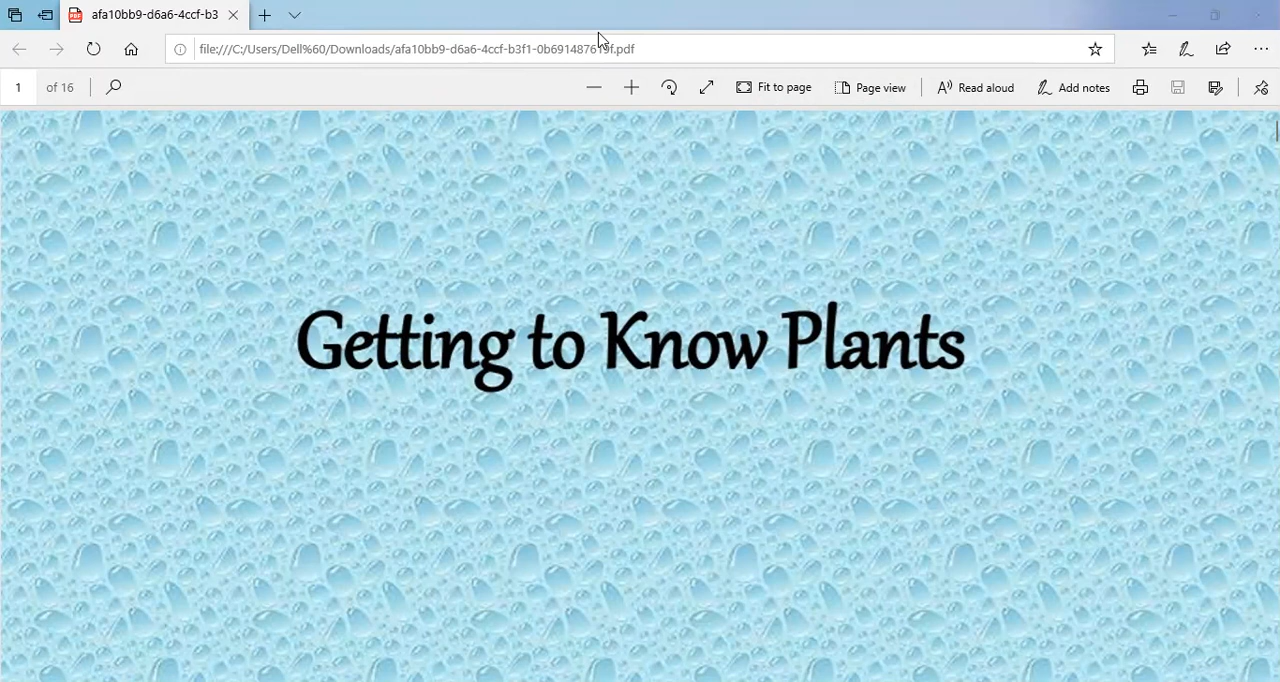 afa10bb9-d6a6-4ccf-b3
file:///C:/Users/Dell%60/Downloads/afa10bb9-d6a6-4ccf-b3f1-0b691487619f.pdf
1 of 16 Fit to page Page view Read aloud Add notes
Getting to Know Plants